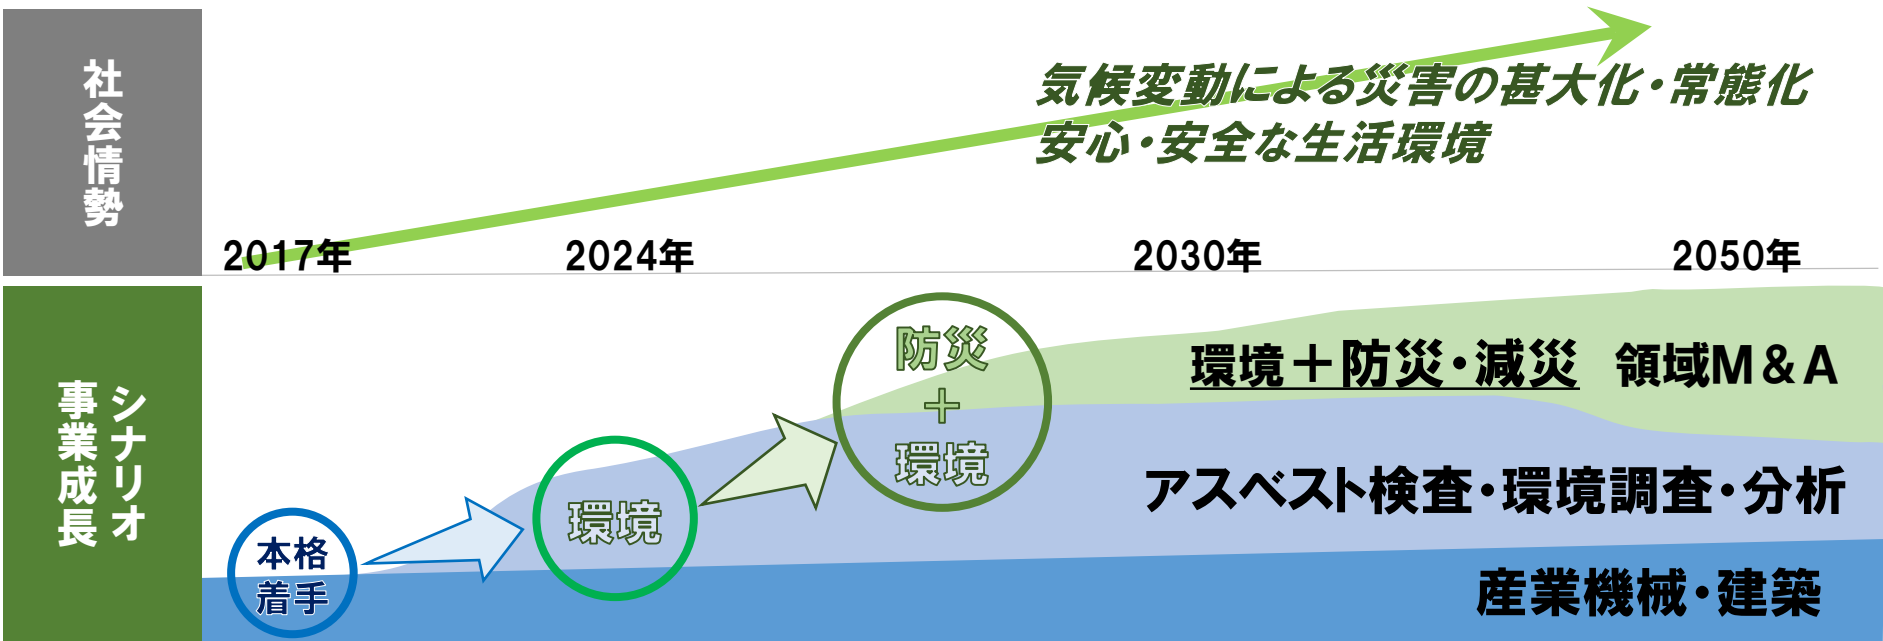 社会情勢
気候変動による災害の甚大化・常態化
安心・安全な生活環境
2017年
2024年
2030年
2050年
シナリオ
事業成長
防災
＋
環境
環境＋防災・減災　領域M＆A
環境
アスベスト検査・環境調査・分析
本格
着手
産業機械・建築